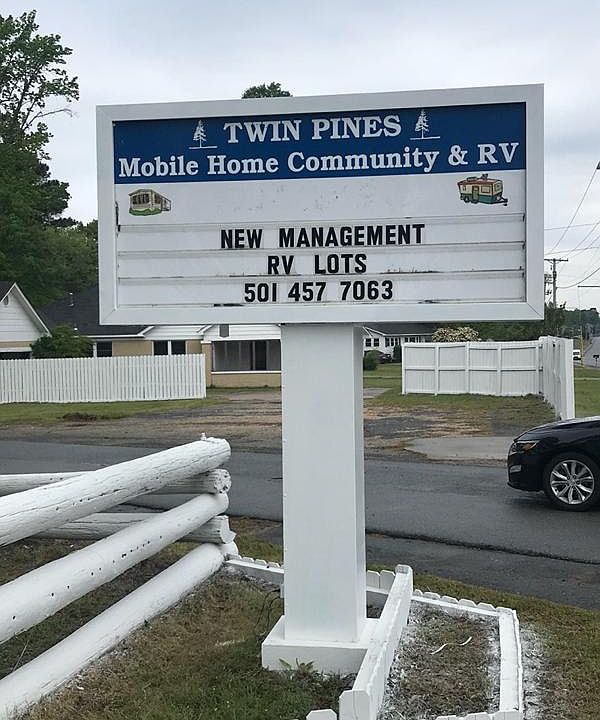 TWIN PINES
Mobile Home Community & RV
NEW MANAGEMENT
RV LOTS
501 457 7063